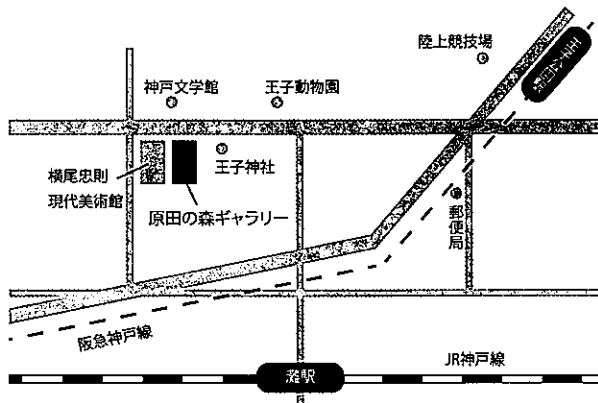 陸上競技場
王子公園駅
神戸文学館
王子動物園
王子神社
横尾忠則
現代美術館
原田の森ギャラリー
郵便局
阪急神戸線
JR神戸線
灘駅